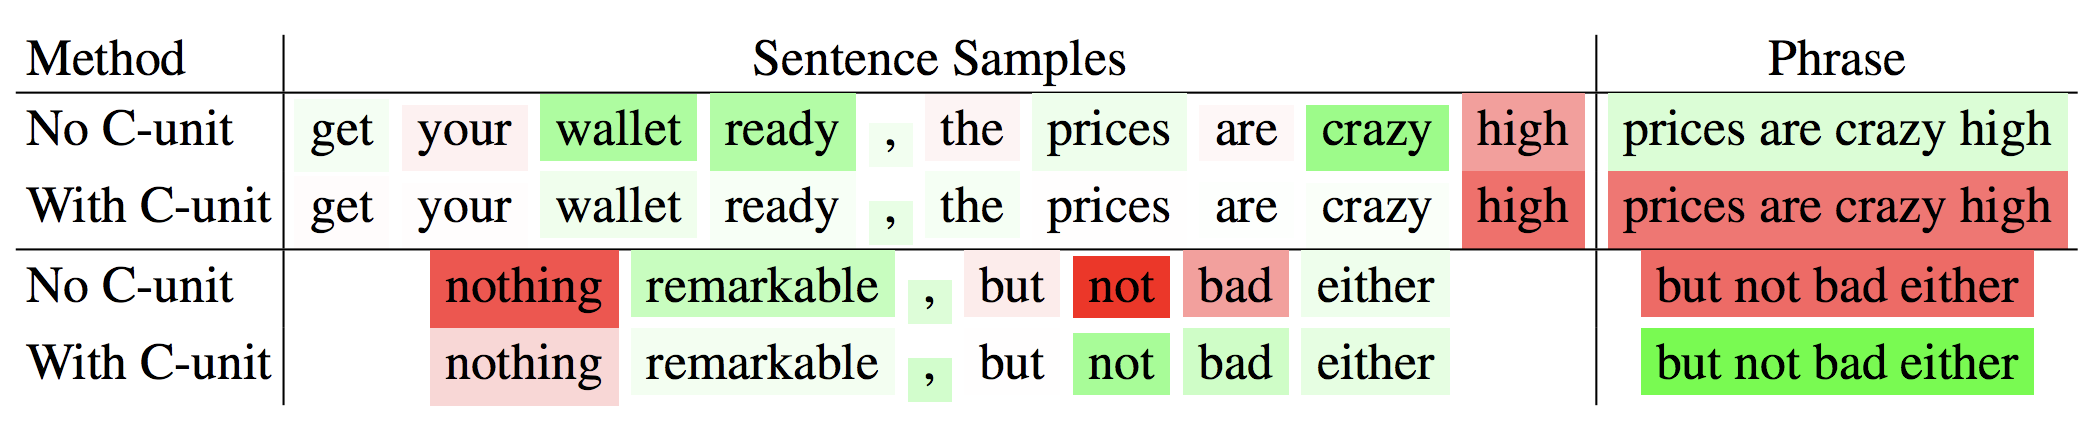 Method Sentence Samples Phrase
No C-unit get your wallet ready , the prices are crazy high prices are crazy high
With C-unit get your wallet ready , the prices are crazy high prices are crazy high
No C-unit nothing remarkable , but not bad either but not bad either
With C-unit nothing remarkable , but not bad either but not bad either